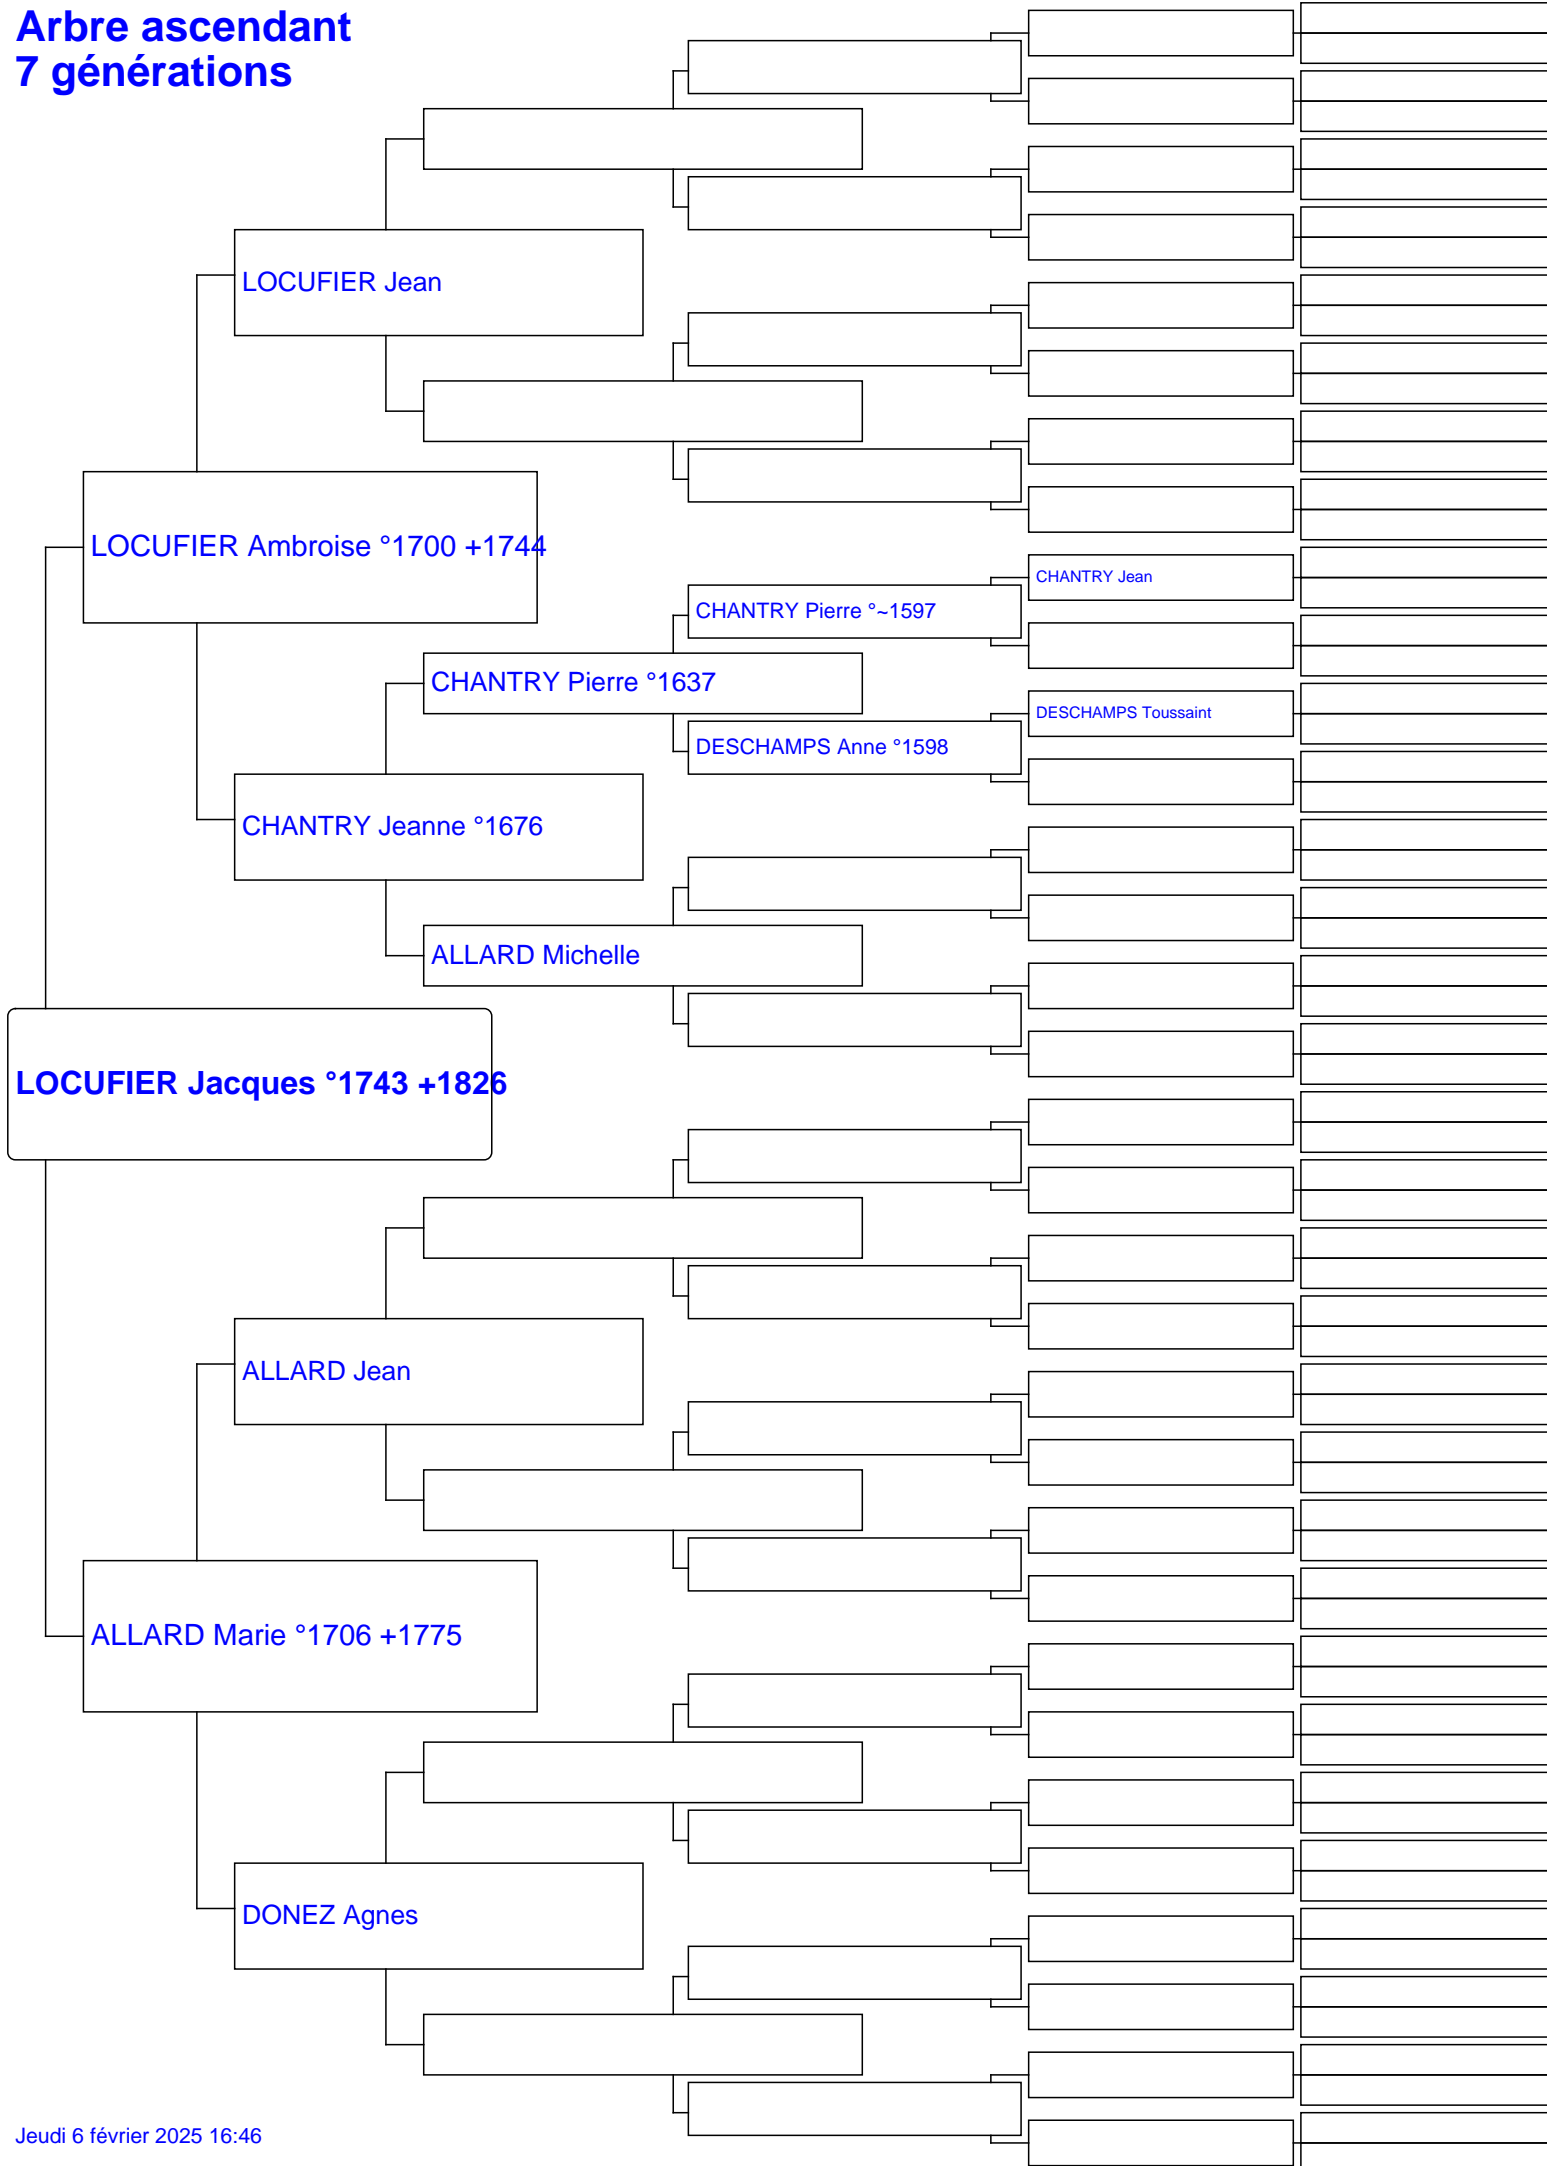 Arbre ascendant
7 générations
LOCUFIER Jean
LOCUFIER Ambroise °1700 +1744
CHANTRY Jean
CHANTRY Pierre °~1597
CHANTRY Pierre °1637
DESCHAMPS Toussaint
DESCHAMPS Anne °1598
CHANTRY Jeanne °1676
ALLARD Michelle
LOCUFIER Jacques °1743 +1826
ALLARD Jean
ALLARD Marie °1706 +1775
DONEZ Agnes
Jeudi 6 février 2025 16:46